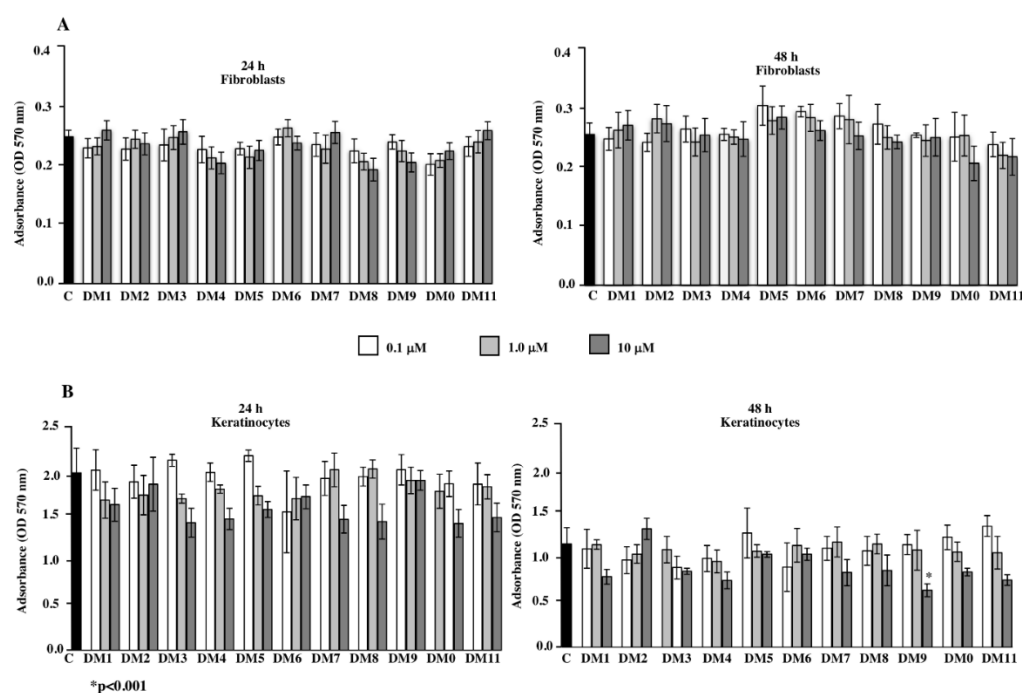 A
24 h
Fibroblasts
Adsorbance (OD 570 nm)
0.4
0.3
0.2
0.1
0.0
C DM1 DM2 DM3 DM4 DM5 DM6 DM7 DM8 DM9 DM0 DM11
48 h
Fibroblasts
Adsorbance (OD 570 nm)
0.4
0.3
0.2
0.1
0.0
C DM1 DM2 DM3 DM4 DM5 DM6 DM7 DM8 DM9 DM0 DM11
0.1 μM 1.0 μM 10 μM
B
24 h
Keratinocytes
Adsorbance (OD 570 nm)
2.5
2.0
1.5
1.0
0.5
0.0
C DM1 DM2 DM3 DM4 DM5 DM6 DM7 DM8 DM9 DM0 DM11
*p<0.001
48 h
Keratinocytes
Adsorbance (OD 570 nm)
2.5
2.0
1.5
1.0
0.5
0.0
*
C DM1 DM2 DM3 DM4 DM5 DM6 DM7 DM8 DM9 DM0 DM11